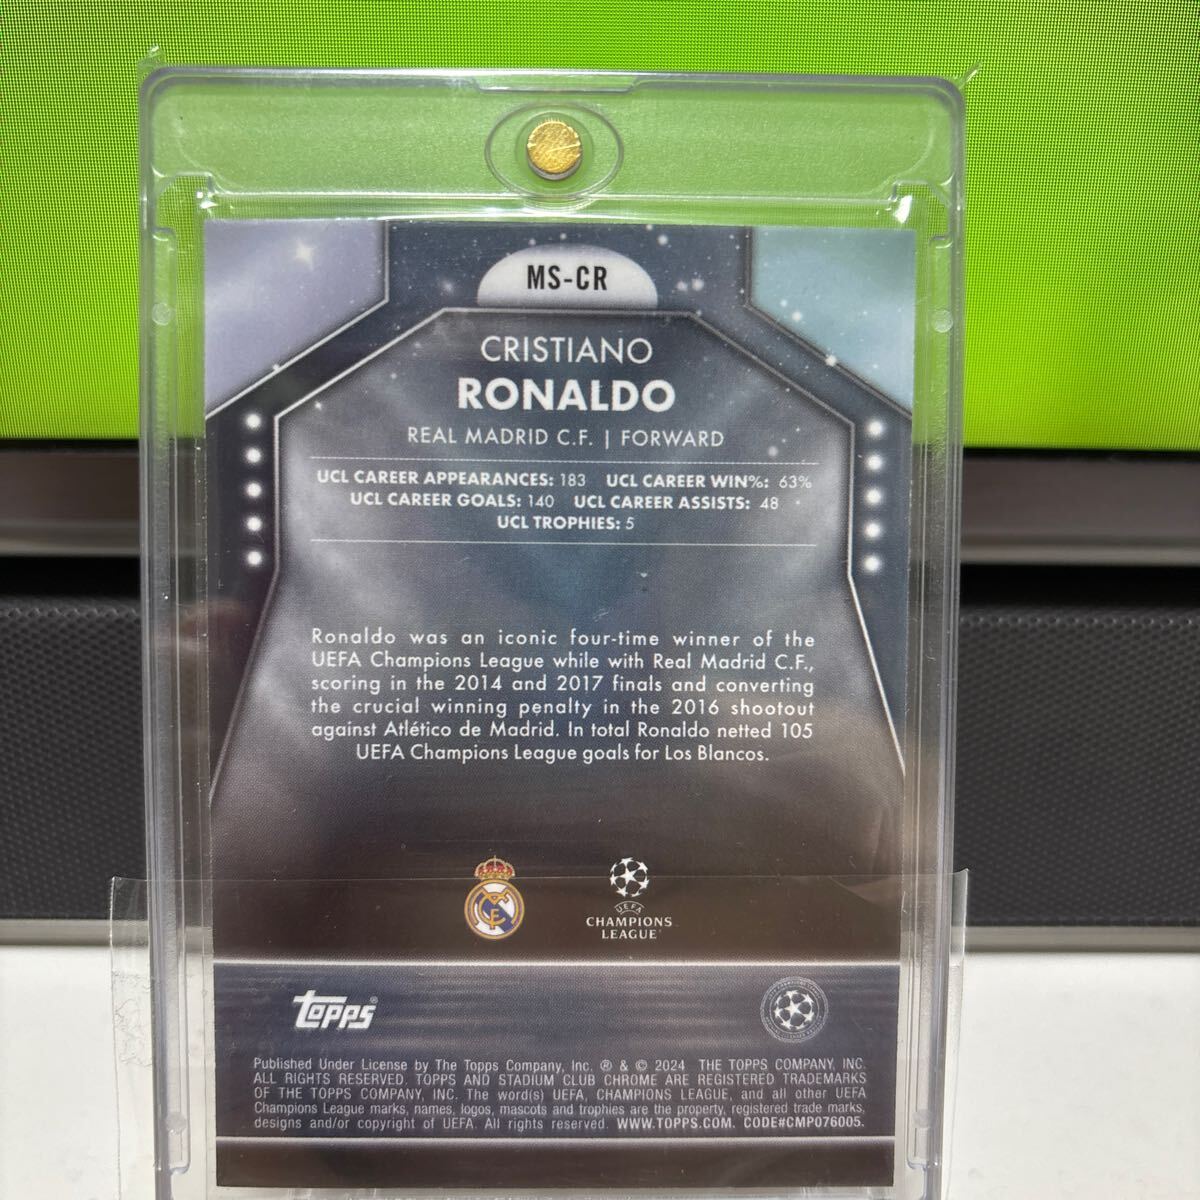 MS-CR
CRISTIANO
RONALDO
REAL MADRID C.F. | FORWARD
UCL CAREER APPEARANCES: 183 UCL CAREER WIN%: 63%
UCL CAREER GOALS: 140 UCL CAREER ASSISTS: 48
UCL TROPHIES: 5
Ronaldo was an iconic four-time winner of the
UEFA Champions League while with Real Madrid C.F.,
scoring in the 2014 and 2017 finals and converting
the crucial winning penalty in the 2016 shootout
against Atlético de Madrid. In total Ronaldo netted 105
UEFA Champions League goals for Los Blancos.
UEFA
CHAMPIONS
LEAGUE
topps®
Published Under License by The Topps Company, Inc. ® & © 2024 THE TOPPS COMPANY, INC.
ALL RIGHTS RESERVED. TOPPS AND STADIUM CLUB CHROME ARE REGISTERED TRADEMARKS
OF THE TOPPS COMPANY, INC. The word(s) UEFA, CHAMPIONS LEAGUE, and all other UEFA
Champions League marks, names, logos, mascots and trophies are the property, registered trade marks,
designs and/or copyright of UEFA. All rights reserved. WWW.TOPPS.COM. CODE#CMP076005.